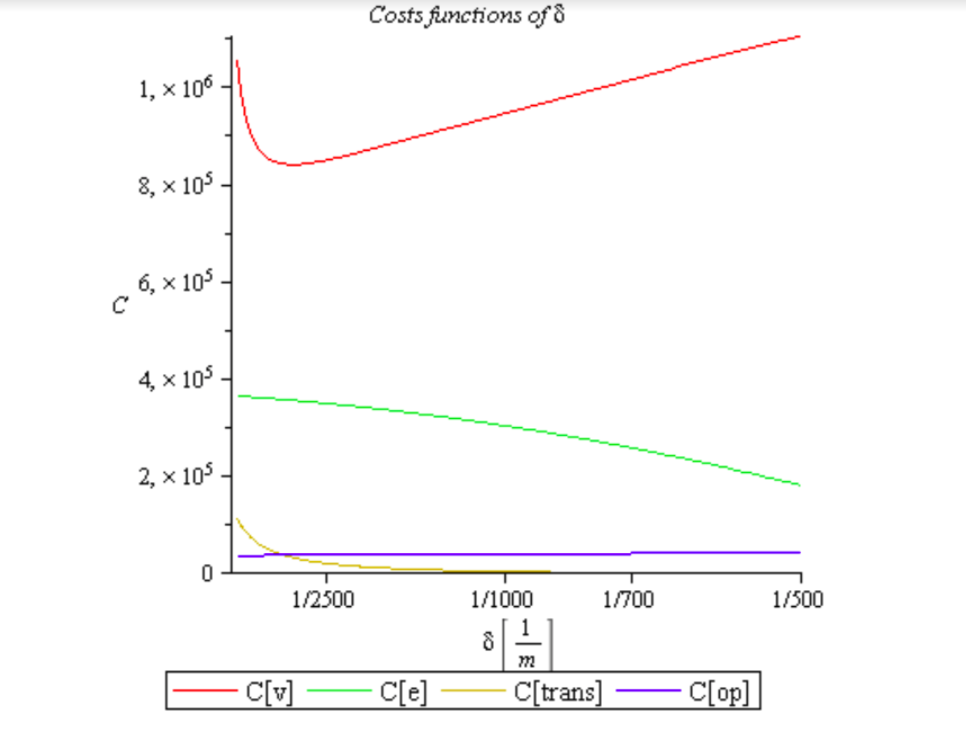 Costs functions of δ
1, × 10⁶
8, × 10⁵
6, × 10⁵
C
4, × 10⁵
2, × 10⁵
0
1/2500 1/1000 1/700 1/500
δ [1/m]
C[v] C[e] C[trans] C[op]